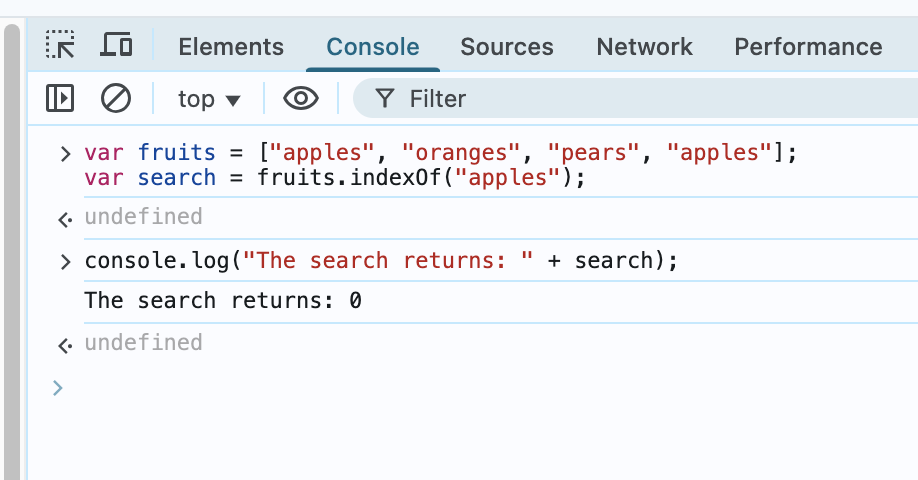 Elements Console Sources Network Performance
top Filter
var fruits = ["apples", "oranges", "pears", "apples"];
var search = fruits.indexOf("apples");
undefined
console.log("The search returns: " + search);
The search returns: 0
undefined